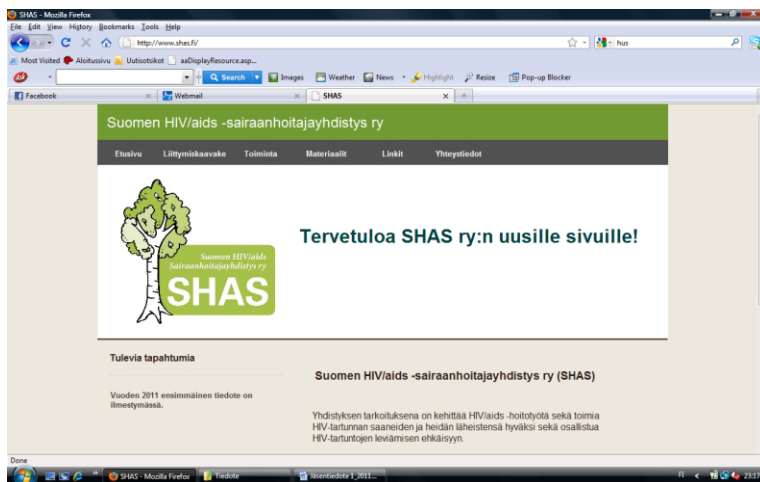 SHAS - Mozilla Firefox
File Edit View History Bookmarks Tools Help
http://www.shas.fi/
hus
Most Visited Aloitussivu Uutisotsikot aaDisplayResource.asp...
Search Images Weather News Highlight Resize Pop-up Blocker
Facebook Webmail SHAS
Suomen HIV/aids -sairaanhoitajayhdistys ry
Etusivu Liittymiskaavake Toiminta Materiaalit Linkit Yhteystiedot
Suomen HIV/aids
Sairaanhoitajayhdistys ry
SHAS
Tervetuloa SHAS ry:n uusille sivuille!
Tulevia tapahtumia
Vuoden 2011 ensimmäinen tiedote on
ilmestymässä.
Suomen HIV/aids -sairaanhoitajayhdistys ry (SHAS)
Yhdistyksen tarkoituksena on kehittää HIV/aids -hoitotyötä sekä toimia
HIV-tartunnan saaneiden ja heidän läheistensä hyväksi sekä osallistua
HIV-tartuntojen leviämisen ehkäisyyn.
Done
SHAS - Mozilla Firefox Tiedote Jäsentiedote 1_2011... FI 23:17